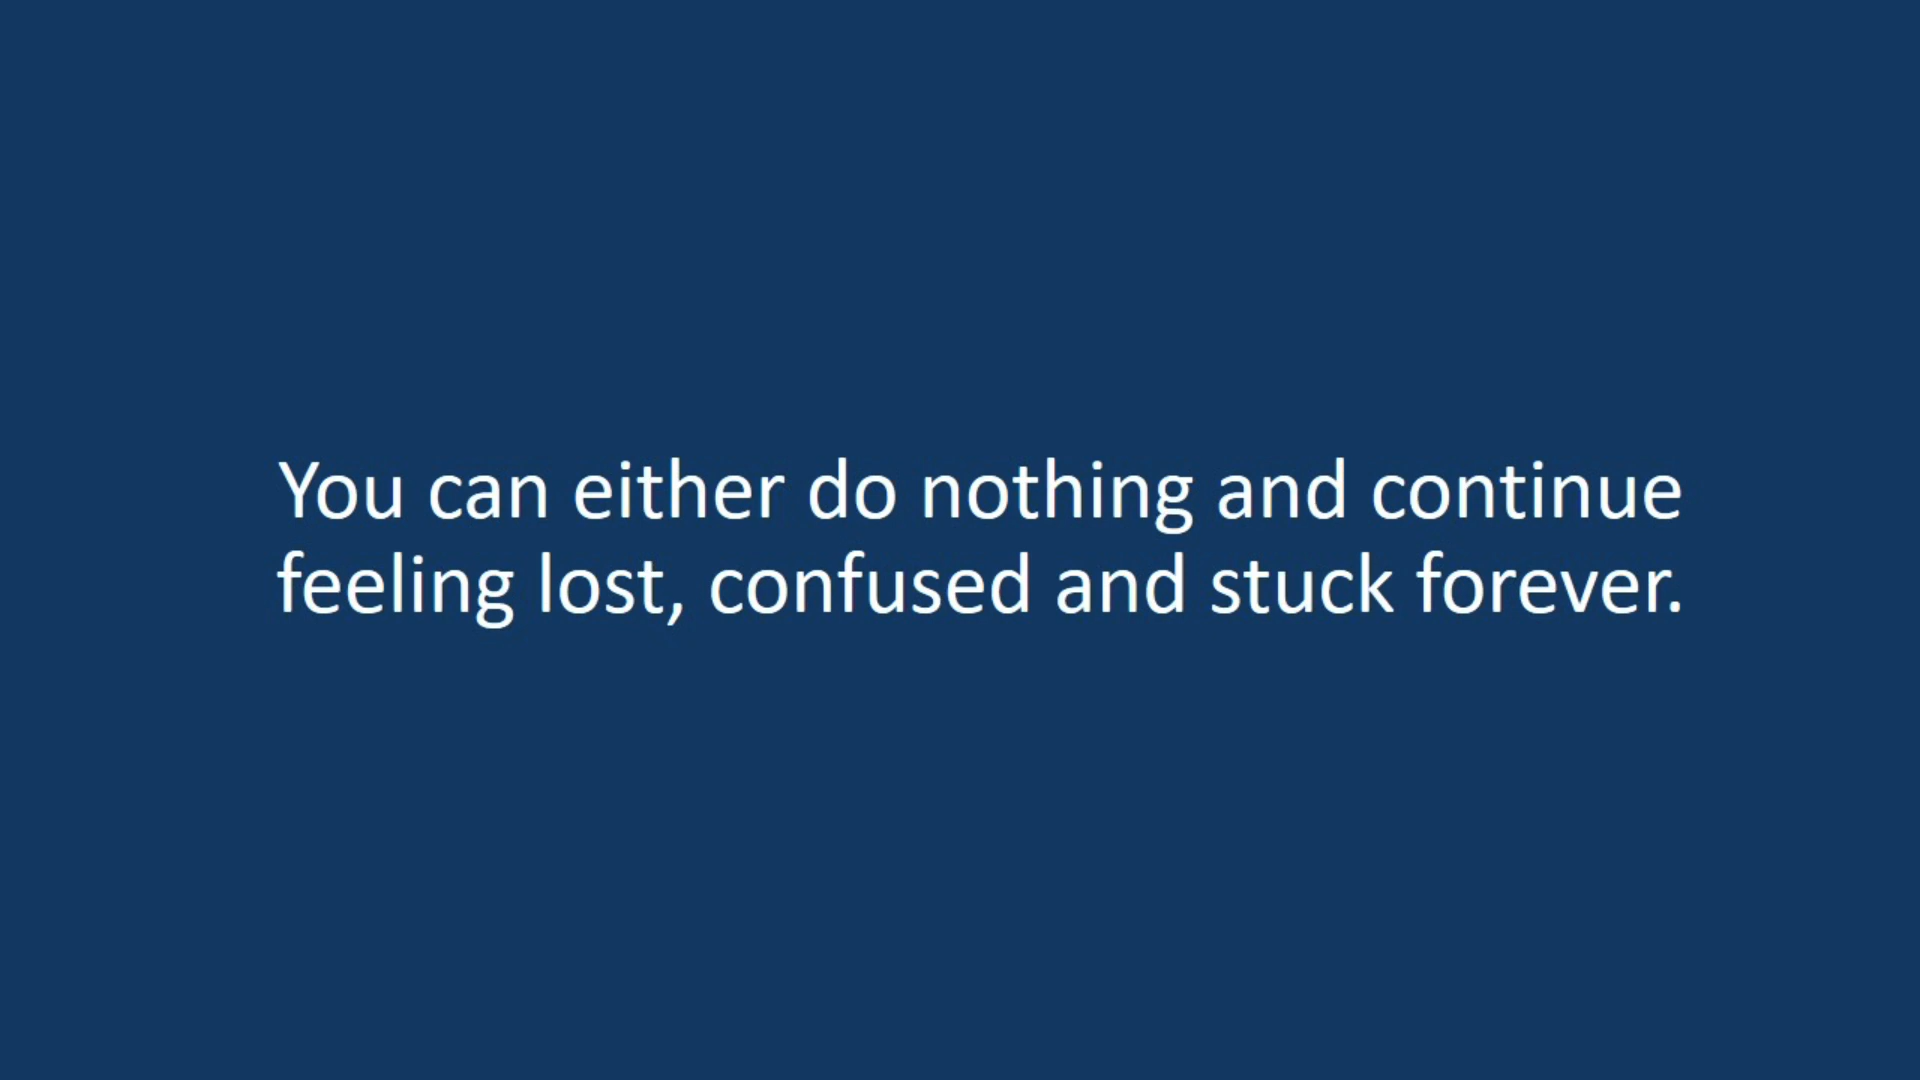 You can either do nothing and continue
feeling lost, confused and stuck forever.